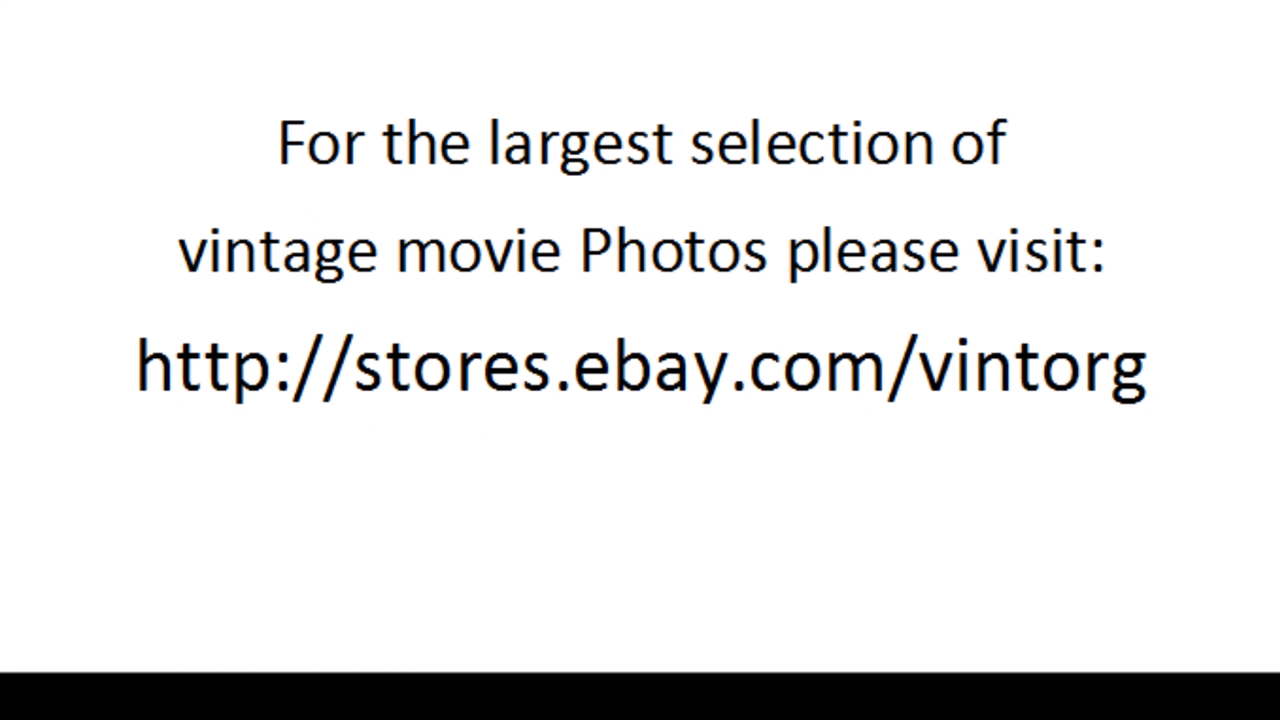 For the largest selection of
vintage movie Photos please visit:
http://stores.ebay.com/vintorg